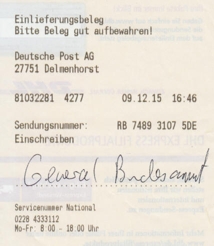 Einlieferungsbeleg
Bitte Beleg gut aufbewahren!
Deutsche Post AG
27751 Delmenhorst
81032281 4277 09.12.15 16:46
Sendungsnummer: RB 7489 3107 5DE
Einschreiben
General Bundesanwalt
Servicenummer National
0228 4333112
Mo-Fr: 8:00 - 18:00 Uhr